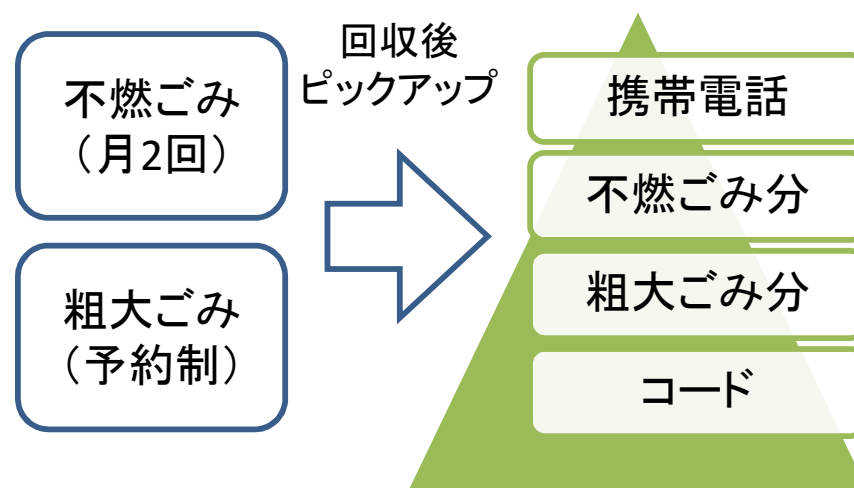 不燃ごみ
（月2回）
粗大ごみ
（予約制）
回収後
ピックアップ
携帯電話
不燃ごみ分
粗大ごみ分
コード